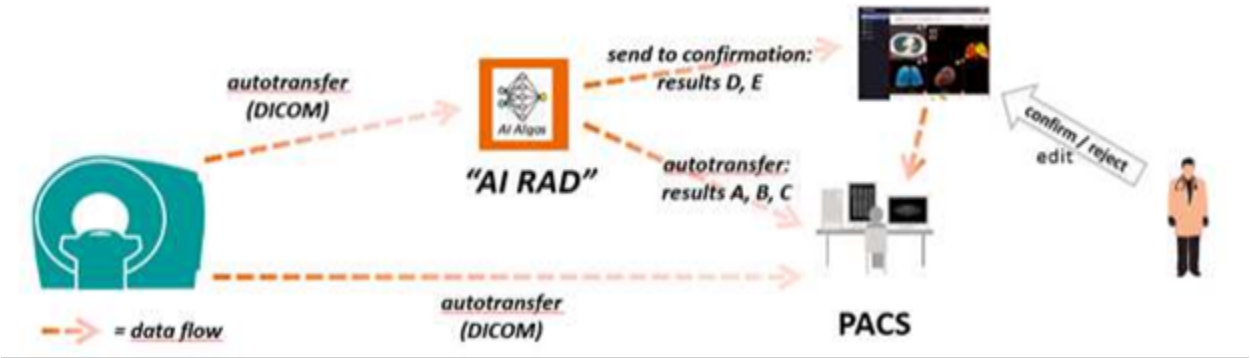 send to confirmation:
results D, E
autotransfer
(DICOM)
AI Algos
"AI RAD"
autotransfer:
results A, B, C
confirm / reject
edit
autotransfer
(DICOM)
PACS
= data flow